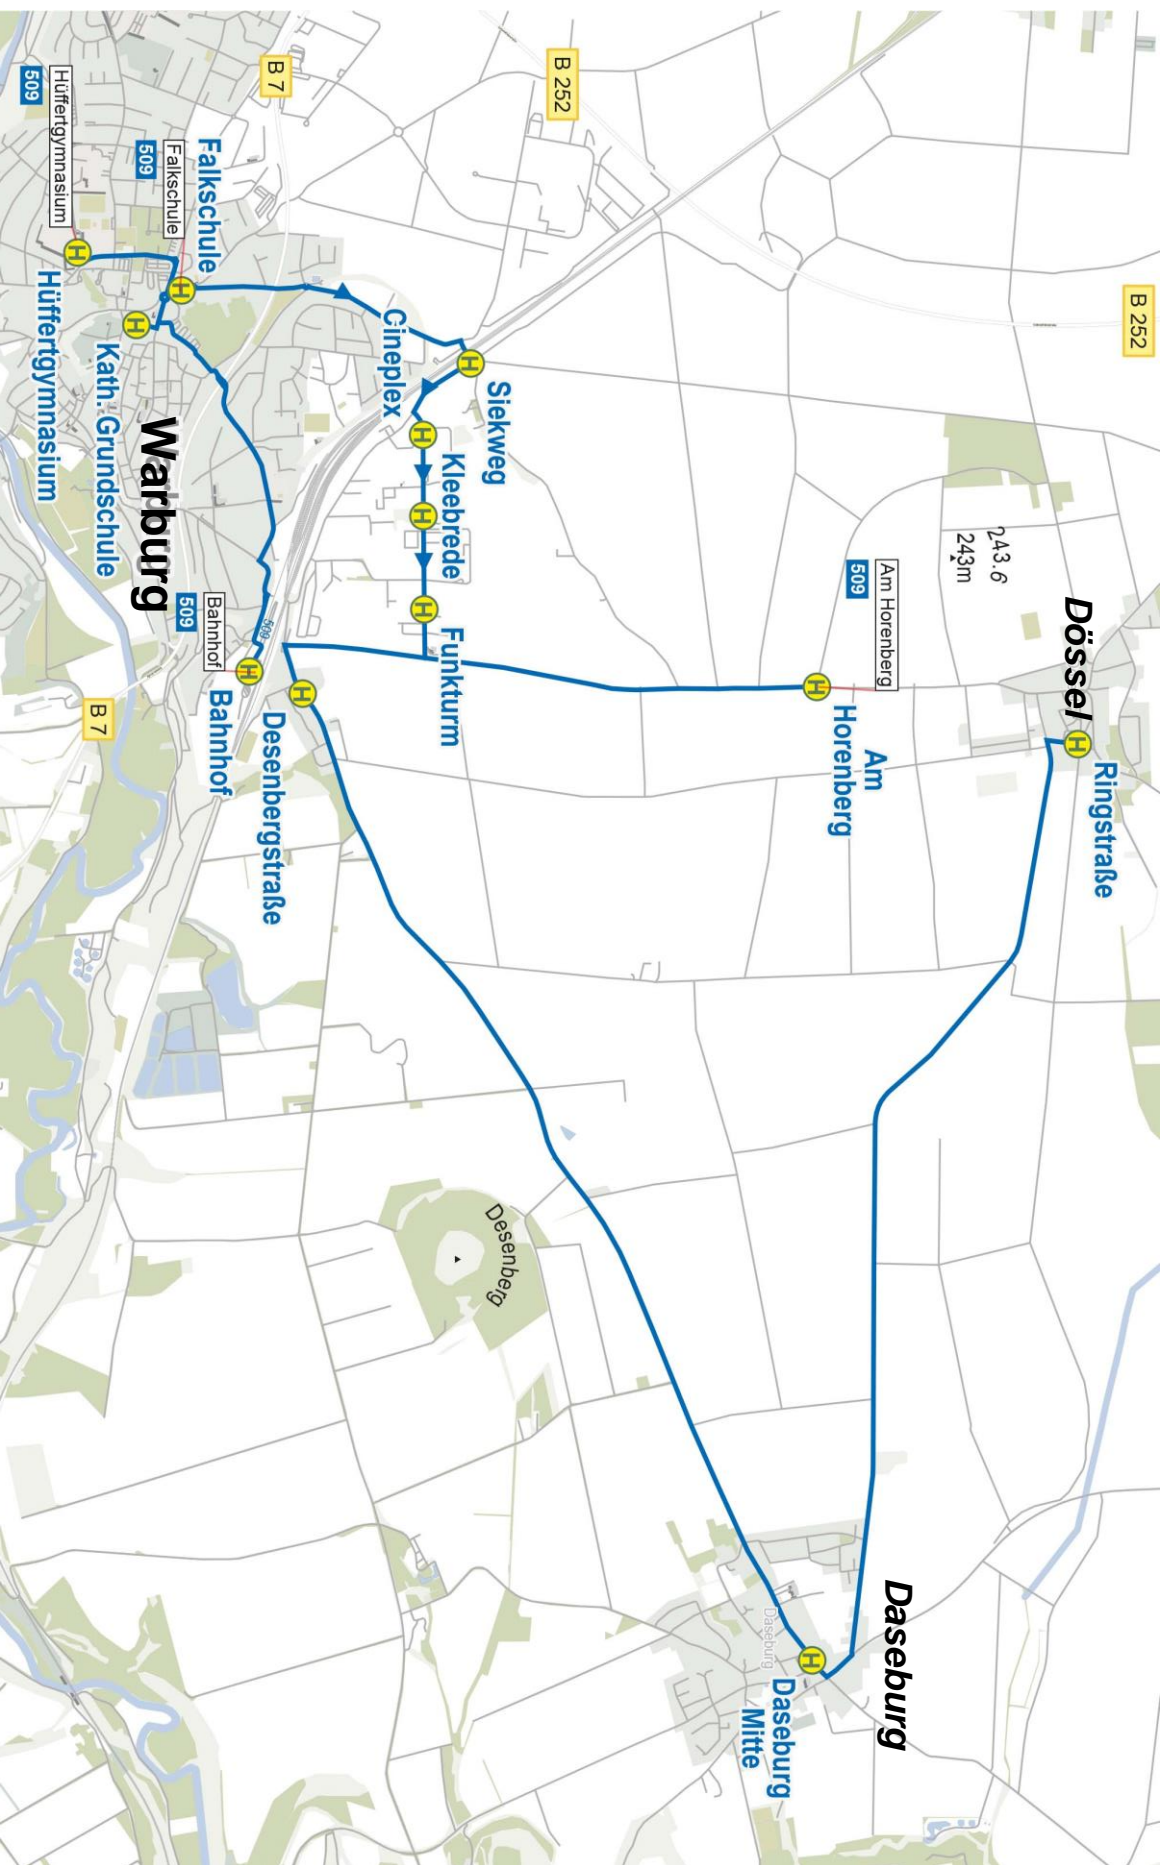 B 252
B 252
B 7
Hüffertgymnasium
509
Falkschule
509
Falkschule
Hüffertgymnasium
Kath. Grundschule
Warburg
Cineplex
Siekweg
Kleebrede
Funkturm
509
Bahnhof
509
Bahnhof
Desenbergstraße
B 7
Am Horenberg
509
Am
Horenberg
243.6
243m
Dössel
Ringstraße
Desenberg
Daseburg
Daseburg
Daseburg
Mitte
H
H
H
H
H
H
H
H
H
H
H
H